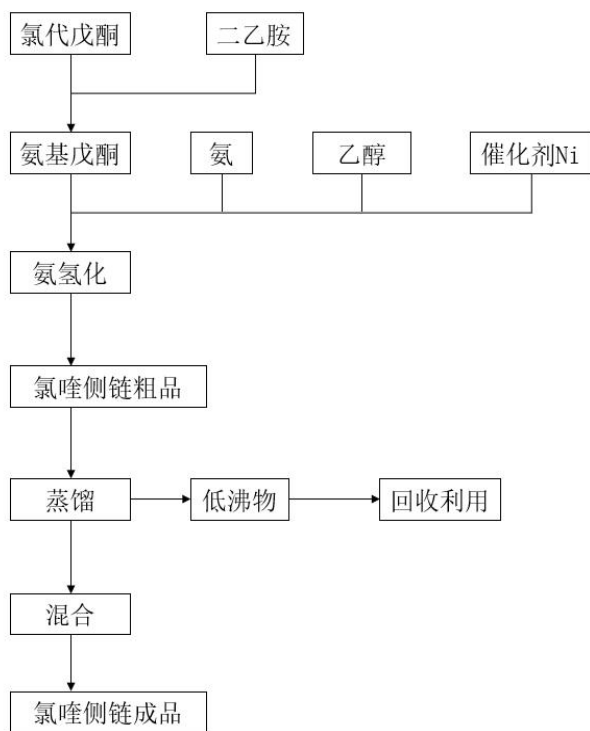 氯代戊酮
二乙胺
氨基戊酮
氨
乙醇
催化剂Ni
氨氢化
氯喹侧链粗品
蒸馏
低沸物
回收利用
混合
氯喹侧链成品